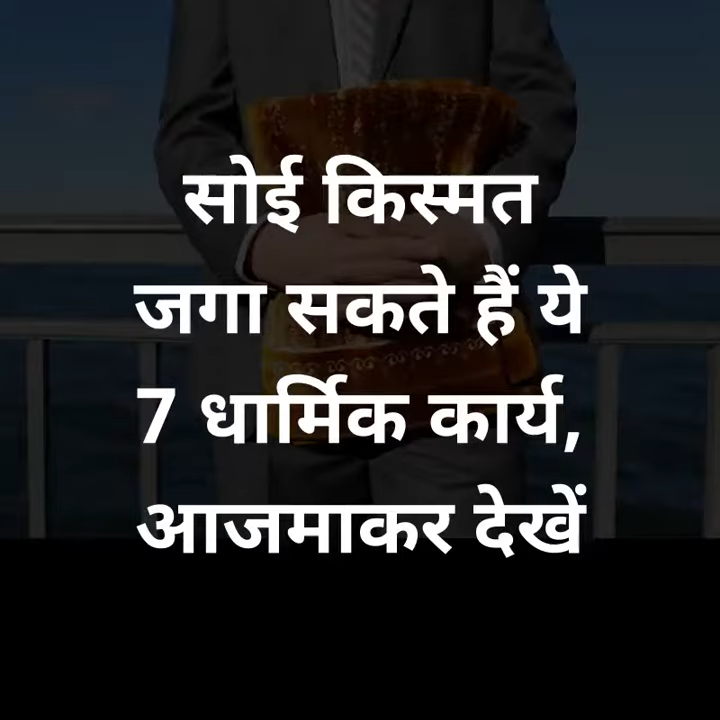 सोई किस्मत
जगा सकते हैं ये
7 धार्मिक कार्य,
आजमाकर देखें